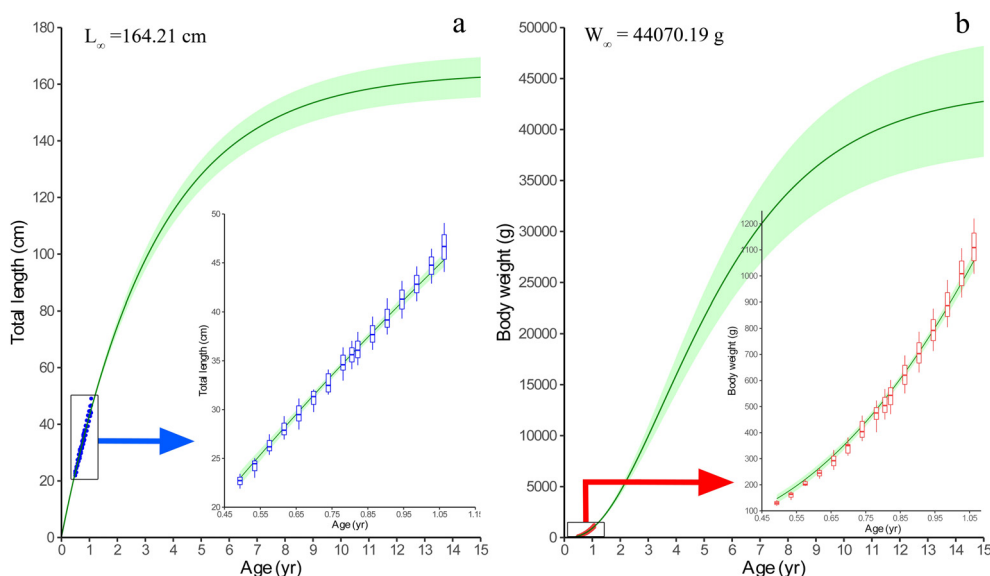 L∞ =164.21 cm
a
180
160
140
120
100
80
60
40
20
0
Total length (cm)
0 1 2 3 4 5 6 7 8 9 10 11 12 13 14 15
Age (yr)
50
45
40
35
30
25
20
Total length (cm)
0.45 0.55 0.65 0.75 0.85 0.95 1.05 1.15
Age (yr)
W∞ = 44070.19 g
b
50000
45000
40000
35000
30000
25000
20000
15000
10000
5000
0
Body weight (g)
0 1 2 3 4 5 6 7 8 9 10 11 12 13 14 15
Age (yr)
1200
1100
1000
900
800
700
600
500
400
300
200
100
Body weight (g)
0.45 0.55 0.65 0.75 0.85 0.95 1.05
Age (yr)